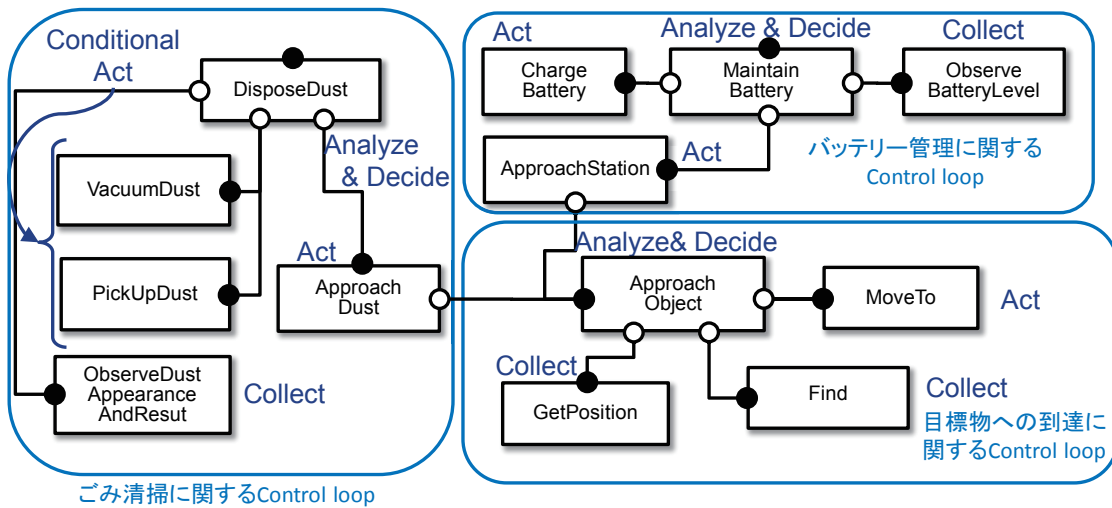 Conditional
Act
DisposeDust
Analyze
& Decide
VacuumDust
PickUpDust
Act
Approach
Dust
ObserveDust
Appearance
AndResut
Collect
ごみ清掃に関するControl loop
Act
Analyze & Decide
Collect
Charge
Battery
Maintain
Battery
Observe
BatteryLevel
ApproachStation
Act
バッテリー管理に関する
Control loop
Analyze& Decide
Approach
Object
MoveTo
Act
Collect
GetPosition
Find
Collect
目標物への到達に
関するControl loop